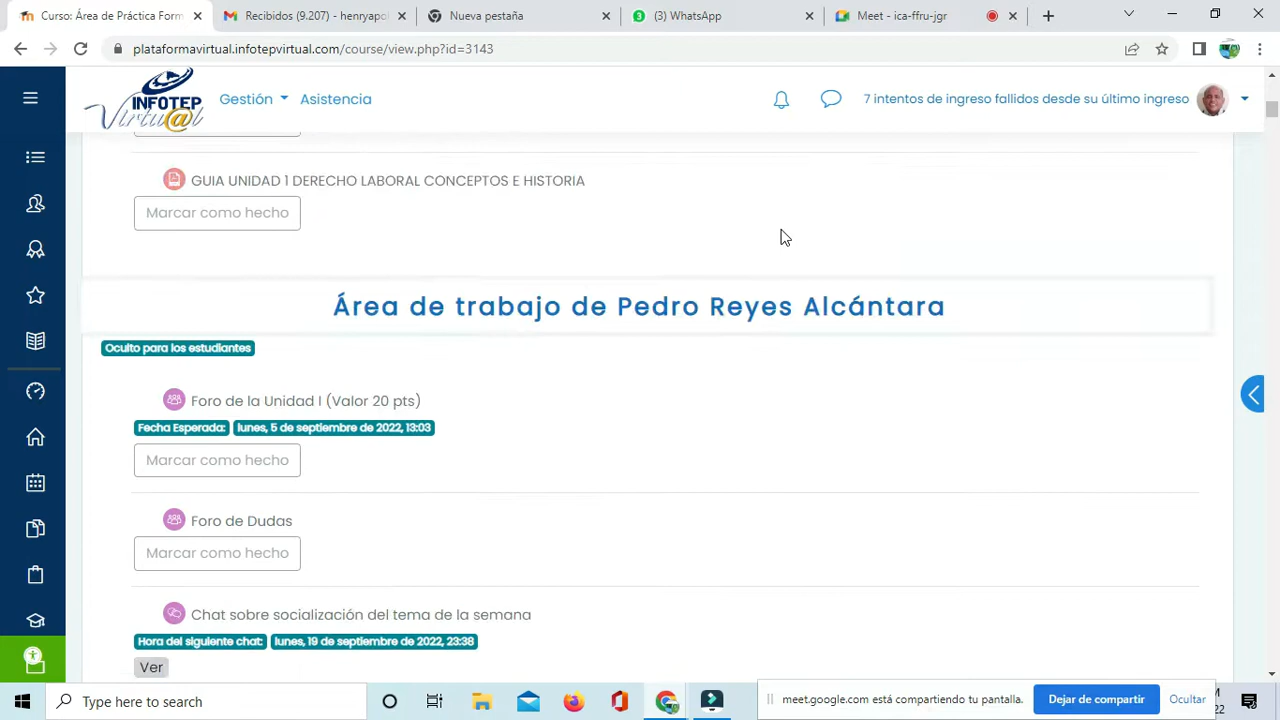 Curso: Área de Práctica Form
Recibidos (9.207) - henryapol
Nueva pestaña
(3) WhatsApp
Meet - ica-ffru-jgr
plataformavirtual.infotepvirtual.com/course/view.php?id=3143
INFOTEP
Virtu@l
Gestión
Asistencia
7 intentos de ingreso fallidos desde su último ingreso
GUIA UNIDAD 1 DERECHO LABORAL CONCEPTOS E HISTORIA
Marcar como hecho
Área de trabajo de Pedro Reyes Alcántara
Oculto para los estudiantes
Foro de la Unidad I (Valor 20 pts)
Fecha Esperada: lunes, 5 de septiembre de 2022, 13:03
Marcar como hecho
Foro de Dudas
Marcar como hecho
Chat sobre socialización del tema de la semana
Hora del siguiente chat: lunes, 19 de septiembre de 2022, 23:38
Ver
Type here to search
meet.google.com está compartiendo tu pantalla.
Dejar de compartir
Ocultar